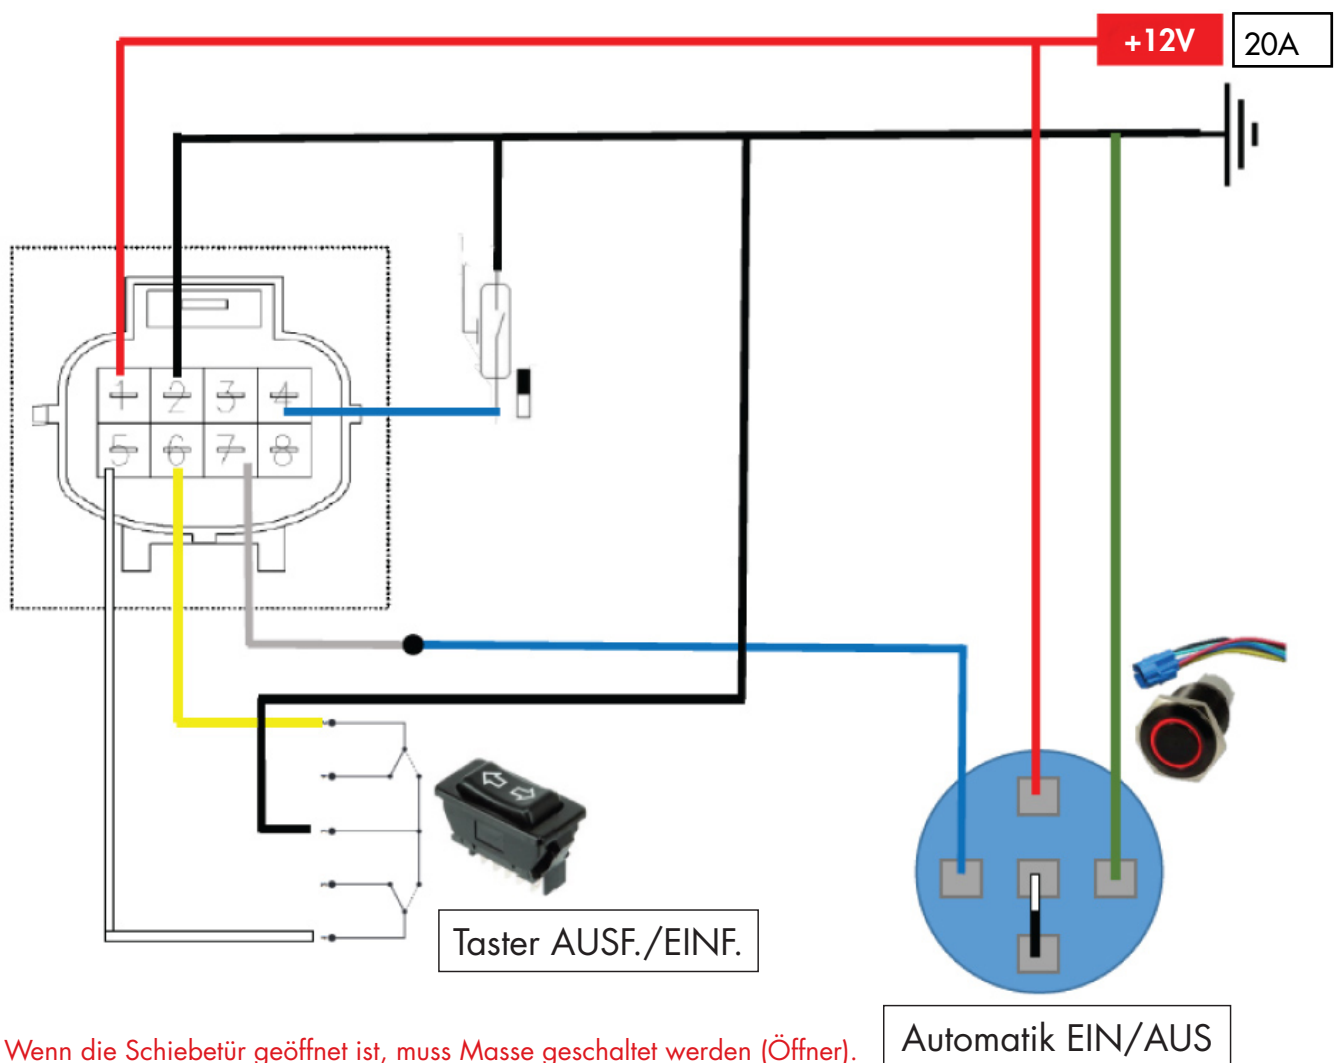 +12V
20A
1 2 3 4
5 6 7 8
Taster AUSF./EINF.
Automatik EIN/AUS
Wenn die Schiebetür geöffnet ist, muss Masse geschaltet werden (Öffner).